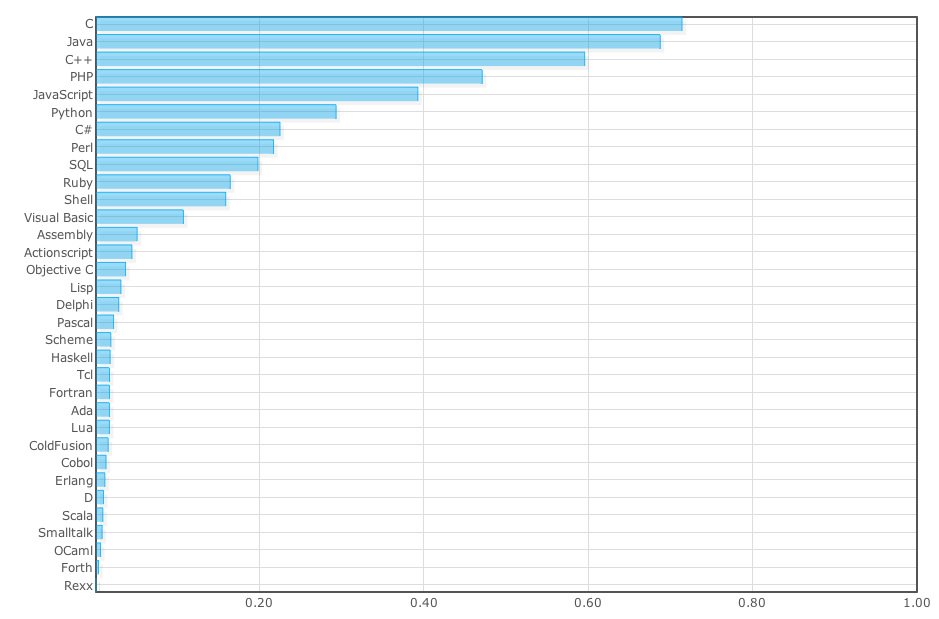 C
Java
C++
PHP
JavaScript
Python
C#
Perl
SQL
Ruby
Shell
Visual Basic
Assembly
Actionscript
Objective C
Lisp
Delphi
Pascal
Scheme
Haskell
Tcl
Fortran
Ada
Lua
ColdFusion
Cobol
Erlang
D
Scala
Smalltalk
OCaml
Forth
Rexx
0.20 0.40 0.60 0.80 1.00